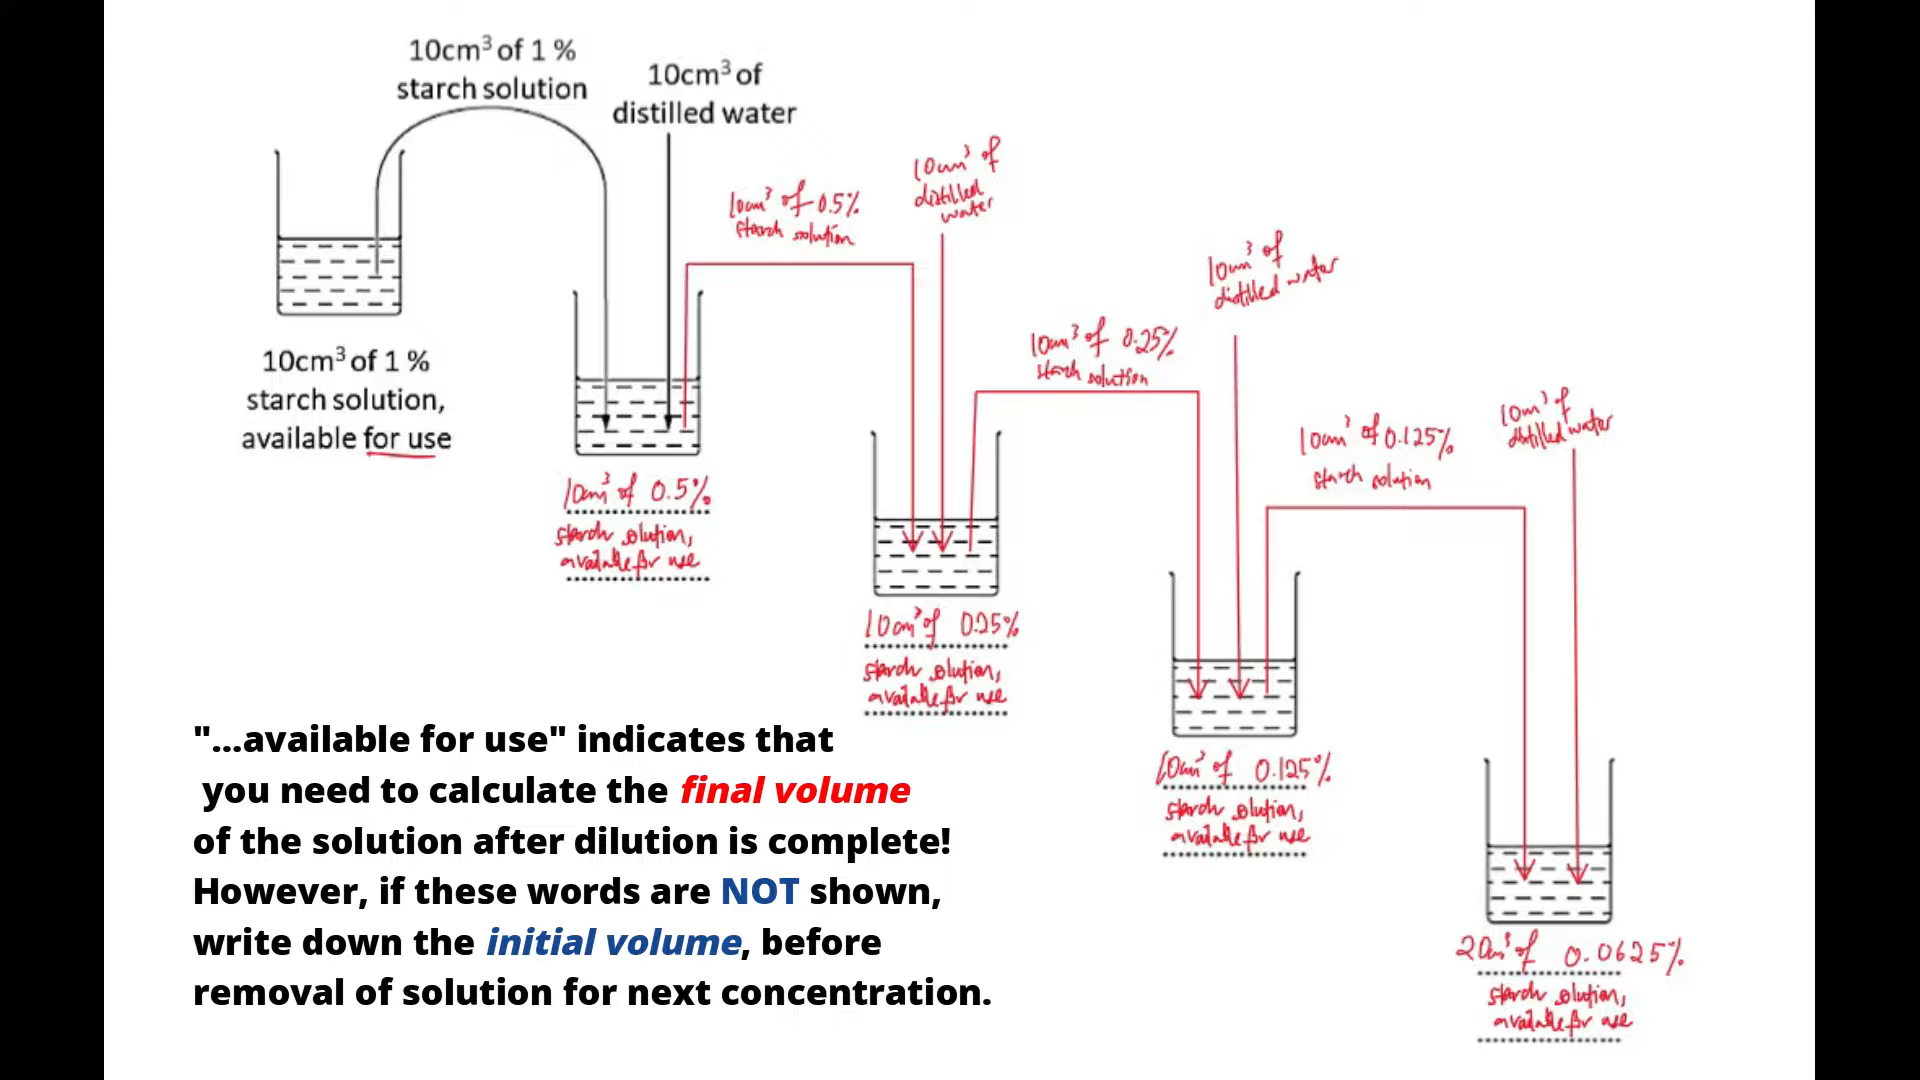 10cm³ of 1 %
starch solution
10cm³ of
distilled water
10cm³ of 1 %
starch solution,
available for use
10cm³ of 0.5%
starch solution
10cm³ of
distilled
water
10cm³ of 0.5%
starch solution,
available for use
10cm³ of 0.25%
starch solution
10cm³ of
distilled water
10cm³ of 0.25%
starch solution,
available for use
10cm³ of 0.125%
starch solution
10cm³ of
distilled water
10cm³ of 0.125%
starch solution,
available for use
20cm³ of 0.0625%
starch solution,
available for use
"...available for use" indicates that
you need to calculate the final volume
of the solution after dilution is complete!
However, if these words are NOT shown,
write down the initial volume, before
removal of solution for next concentration.